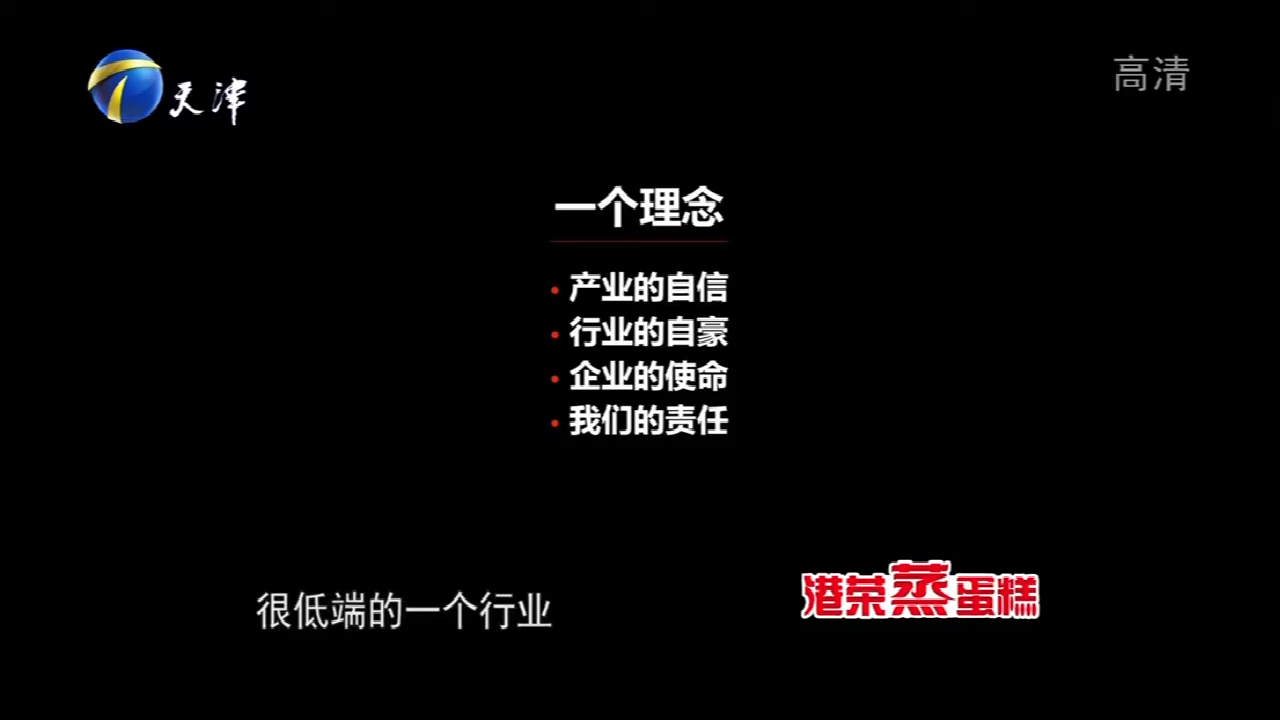 天津
高清
一个理念
产业的自信
行业的自豪
企业的使命
我们的责任
很低端的一个行业
港荣蒸蛋糕